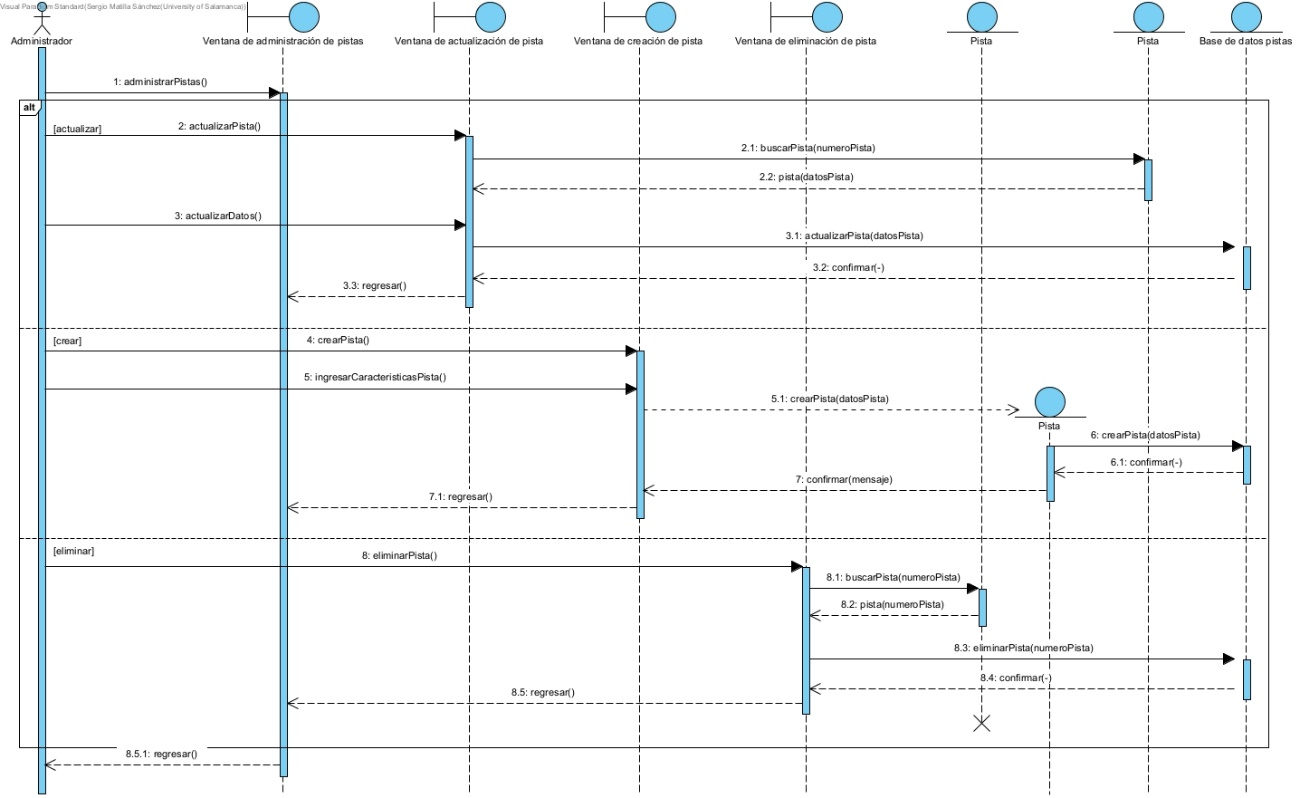 Visual Paradigm Standard(Sergio Matilla Sánchez(University of Salamanca))
Administrador
Ventana de administración de pistas
Ventana de actualización de pista
Ventana de creación de pista
Ventana de eliminación de pista
Pista
Pista
Base de datos pistas
1: administrarPistas()
alt
[actualizar]
2: actualizarPista()
2.1: buscarPista(numeroPista)
2.2: pista(datosPista)
3: actualizarDatos()
3.1: actualizarPista(datosPista)
3.2: confirmar(-)
3.3: regresar()
[crear]
4: crearPista()
5: ingresarCaracteristicasPista()
5.1: crearPista(datosPista)
Pista
6: crearPista(datosPista)
6.1: confirmar(-)
7: confirmar(mensaje)
7.1: regresar()
[eliminar]
8: eliminarPista()
8.1: buscarPista(numeroPista)
8.2: pista(numeroPista)
8.3: eliminarPista(numeroPista)
8.4: confirmar(-)
8.5: regresar()
8.5.1: regresar()